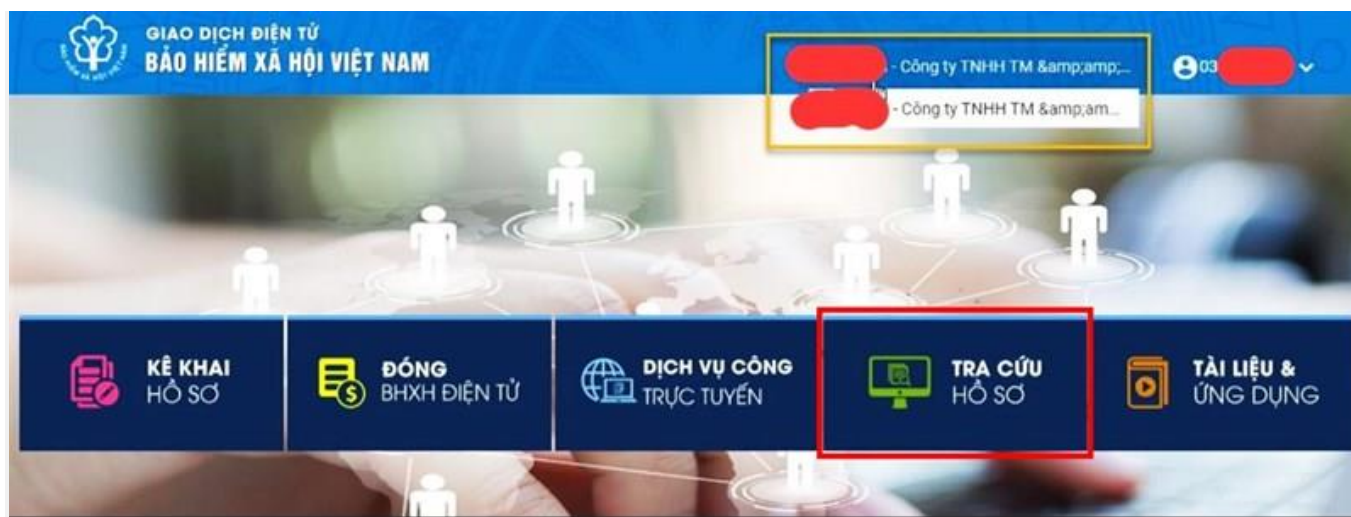 GIAO DỊCH ĐIỆN TỬ
BẢO HIỂM XÃ HỘI VIỆT NAM
- Công ty TNHH TM &amp;amp;...
03
- Công ty TNHH TM &amp;am...
KÊ KHAI
HỒ SƠ
ĐÓNG
BHXH ĐIỆN TỬ
DỊCH VỤ CÔNG
TRỰC TUYẾN
TRA CỨU
HỒ SƠ
TÀI LIỆU &
ỨNG DỤNG